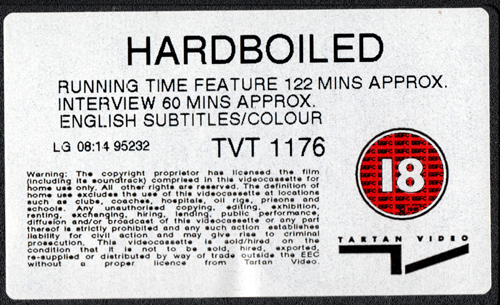 HARDBOILED
RUNNING TIME FEATURE 122 MINS APPROX.
INTERVIEW 60 MINS APPROX.
ENGLISH SUBTITLES/COLOUR
LG 08:14 95232 TVT 1176
Warning: The copyright proprietor has licensed the film
(including its soundtrack) comprised in this videocassette for
home use only. All other rights are reserved. The definition of
home use excludes the use of this videocassette at locations
such as clubs, coaches, hospitals, oil rigs, prisons and
schools. Any unauthorised copying, editing, exhibition,
renting, exchanging, hiring, lending, public performance,
diffusion and/or broadcast of this videocassette or any part
thereof is strictly prohibited and any such action establishes
liability for civil action and may give rise to criminal
prosecution. This videocassette is sold/hired on the
condition that it is not to be sold, hired, exported,
re-supplied or distributed by way of trade outside the EEC
without a proper licence from Tartan Video.
18
TARTAN VIDEO